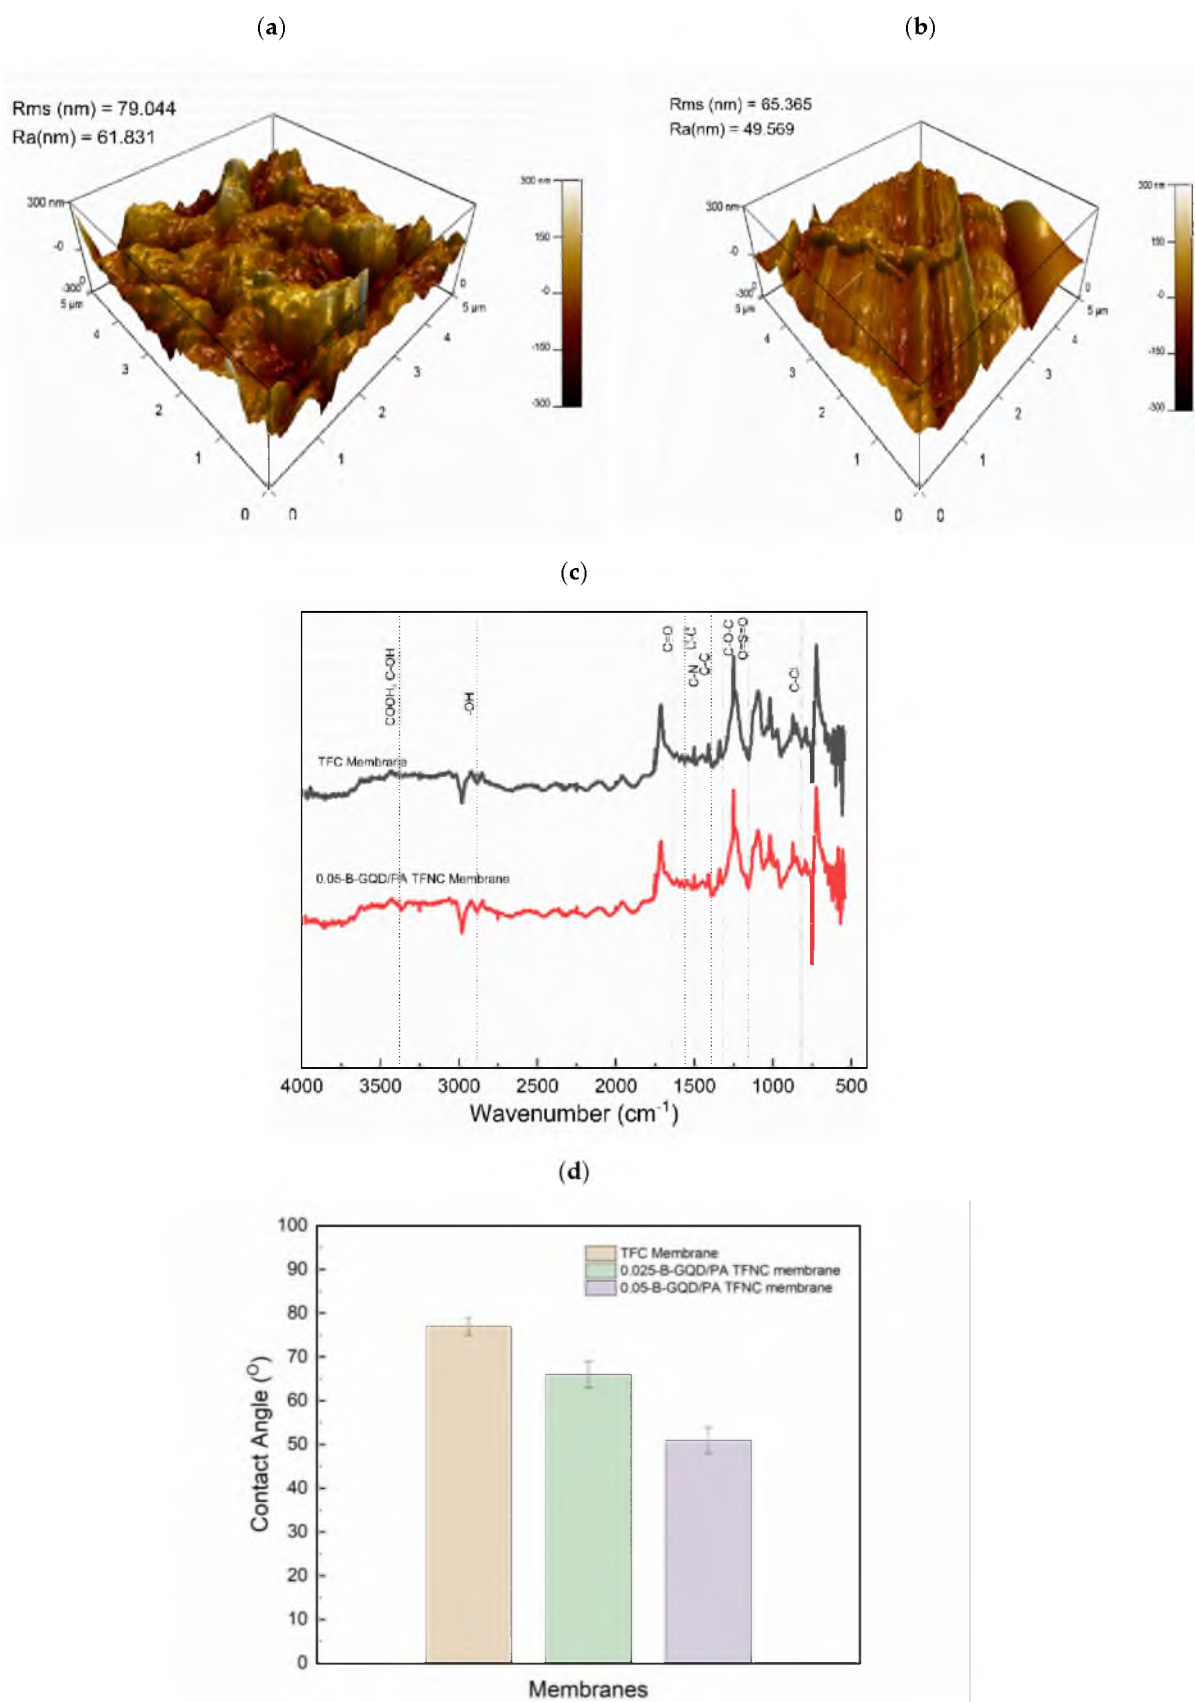 (a)
(b)
Rms (nm) = 79.044
Ra(nm) = 61.831
300 nm
-0
-300
5 µm
4
3
2
1
0
0
1
2
3
4
5 µm
0
0
300 nm
150
-0
-150
-300
Rms (nm) = 65.365
Ra(nm) = 49.569
300 nm
-0
-300
5 µm
4
3
2
1
0
0
1
2
3
4
5 µm
0
0
300 nm
150
-0
-150
-300
(c)
COOH, C-OH
-OH
C=O
C-N
C-C
C-O-C
O=S=O
C-Cl
TFC Membrane
0.05-B-GQD/PA TFNC Membrane
4000 3500 3000 2500 2000 1500 1000 500
Wavenumber (cm⁻¹)
(d)
100
90
80
70
60
50
40
30
20
10
0
Contact Angle (O)
TFC Membrane
0.025-B-GQD/PA TFNC membrane
0.05-B-GQD/PA TFNC membrane
Membranes